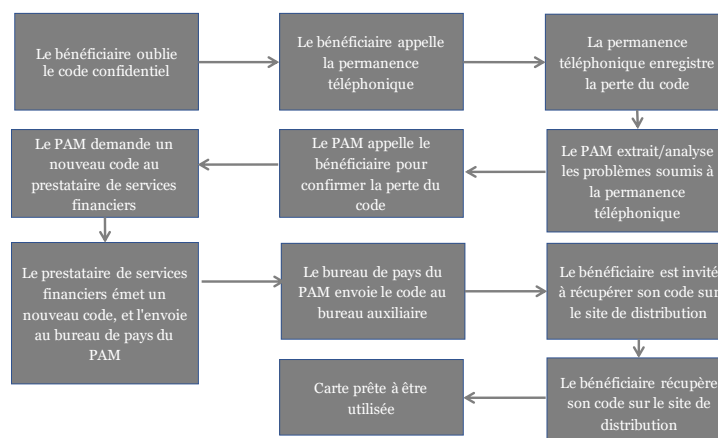 Le bénéficiaire oublie
le code confidentiel
Le bénéficiaire appelle
la permanence
téléphonique
La permanence
téléphonique enregistre
la perte du code
Le PAM extrait/analyse
les problèmes soumis à
la permanence
téléphonique
Le PAM appelle le
bénéficiaire pour
confirmer la perte du
code
Le PAM demande un
nouveau code au
prestataire de services
financiers
Le prestataire de services
financiers émet un
nouveau code, et l'envoie
au bureau de pays du
PAM
Le bureau de pays du
PAM envoie le code au
bureau auxiliaire
Le bénéficiaire est invité
à récupérer son code sur
le site de distribution
Le bénéficiaire récupère
son code sur le site de
distribution
Carte prête à être
utilisée